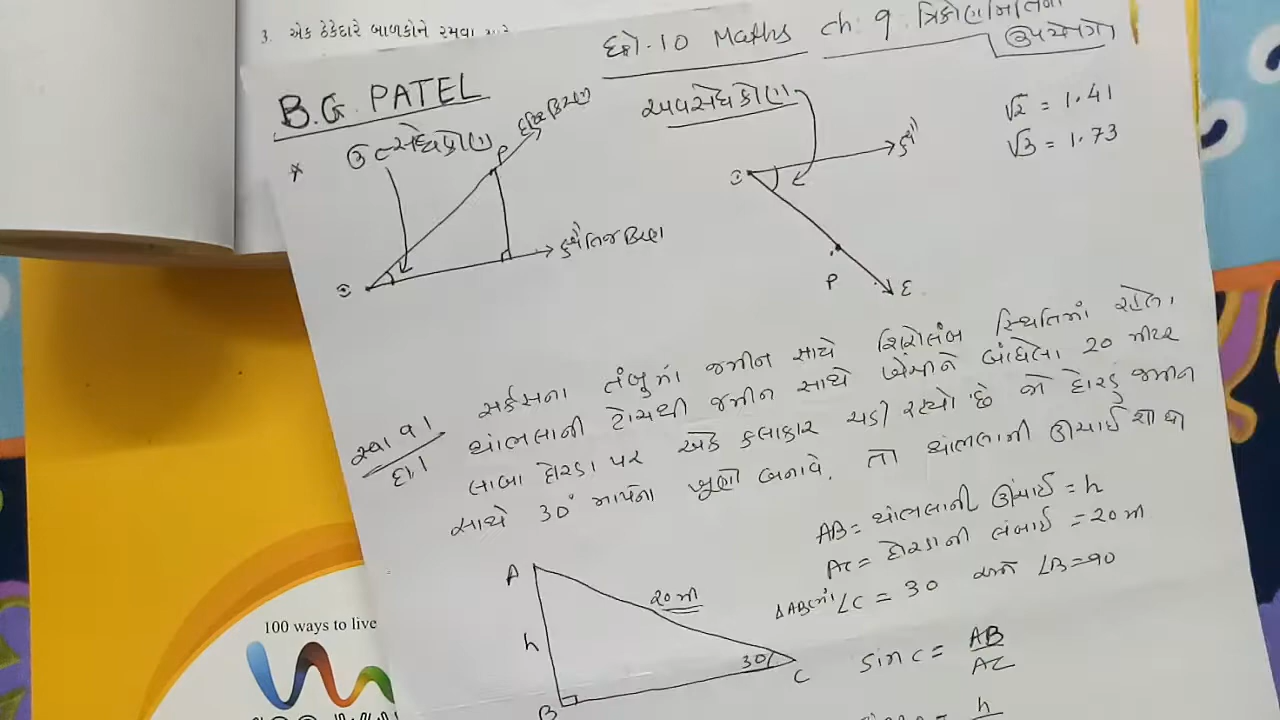 3. એક ઠેકેદારે બાળકોને રમવા માટે
ધો.10 Maths ch: 9 ત્રિકોણમિતિના
ઉપયોગો
B.G. PATEL
* ઉત્સેધકોણ
દ્રષ્ટિકિરણ
P
ક્ષૈતિજ કિરણ
અવસેધકોણ
ક્ષૈ
P
√2 = 1.41
√3 = 1.73
સ્વા 9.1
દા.1
સર્કસના તંબુમાં જમીન સાથે શિરોલંબ સ્થિતિમાં રહેલા
થાંભલાની ટોચથી જમીન સાથે ખેંચીને બાંધેલા 20 મીટર
લાંબા દોરડા પર એક કલાકાર ચડી રહ્યો છે જો દોરડુ જમીન
સાથે 30° માપના ખૂણો બનાવે, તો થાંભલાની ઊંચાઈ શોધો
AB = થાંભલાની ઊંચાઈ = h
AC = દોરડાની લંબાઈ = 20 મી
ΔABCમાં ∠C = 30 અને ∠B = 90
A
20 મી
h
30
C
B
sin C = AB
AC
h
100 ways to live